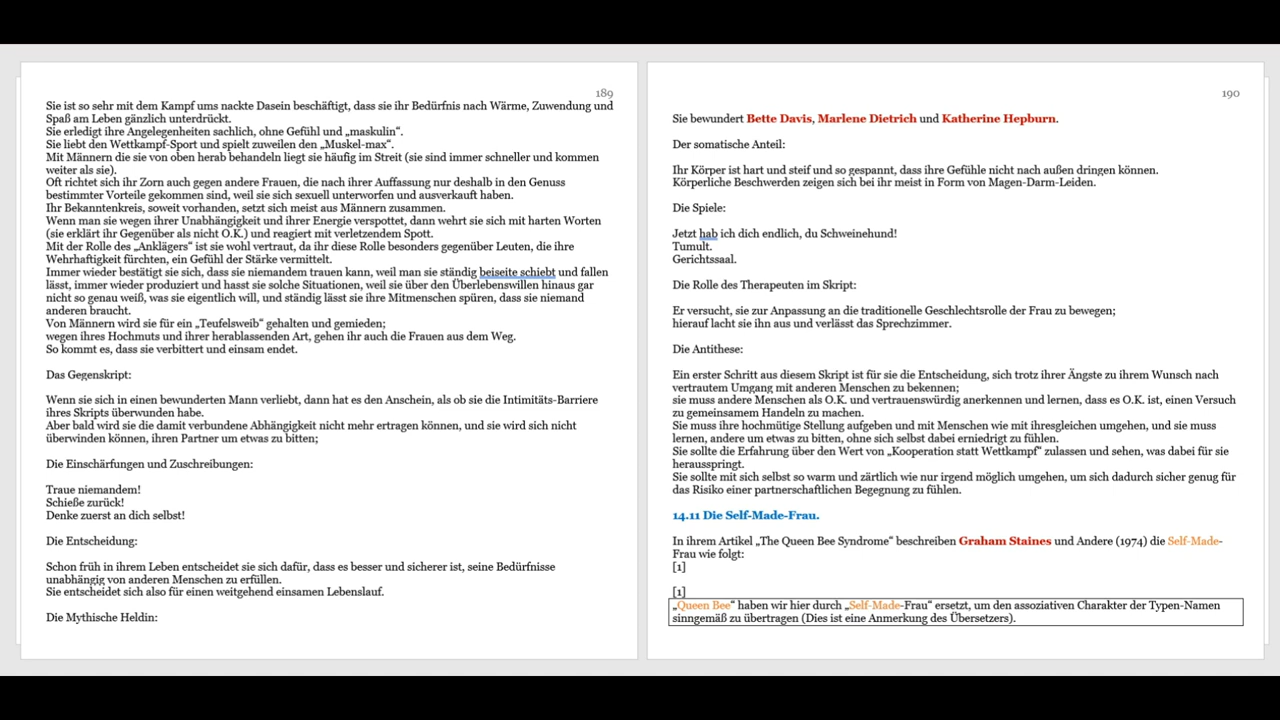 189
Sie ist so sehr mit dem Kampf ums nackte Dasein beschäftigt, dass sie ihr Bedürfnis nach Wärme, Zuwendung und
Spaß am Leben gänzlich unterdrückt.
Sie erledigt ihre Angelegenheiten sachlich, ohne Gefühl und „maskulin“.
Sie liebt den Wettkampf-Sport und spielt zuweilen den „Muskel-max“.
Mit Männern die sie von oben herab behandeln liegt sie häufig im Streit (sie sind immer schneller und kommen
weiter als sie).
Oft richtet sich ihr Zorn auch gegen andere Frauen, die nach ihrer Auffassung nur deshalb in den Genuss
bestimmter Vorteile gekommen sind, weil sie sich sexuell unterworfen und ausverkauft haben.
Ihr Bekanntenkreis, soweit vorhanden, setzt sich meist aus Männern zusammen.
Wenn man sie wegen ihrer Unabhängigkeit und ihrer Energie verspottet, dann wehrt sie sich mit harten Worten
(sie erklärt ihr Gegenüber als nicht O.K.) und reagiert mit verletzendem Spott.
Mit der Rolle des „Anklägers“ ist sie wohl vertraut, da ihr diese Rolle besonders gegenüber Leuten, die ihre
Wehrhaftigkeit fürchten, ein Gefühl der Stärke vermittelt.
Immer wieder bestätigt sie sich, dass sie niemandem trauen kann, weil man sie ständig beiseite schiebt und fallen
lässt, immer wieder produziert und hasst sie solche Situationen, weil sie über den Überlebenswillen hinaus gar
nicht so genau weiß, was sie eigentlich will, und ständig lässt sie ihre Mitmenschen spüren, dass sie niemand
anderen braucht.
Von Männern wird sie für ein „Teufelsweib“ gehalten und gemieden;
wegen ihres Hochmuts und ihrer herablassenden Art, gehen ihr auch die Frauen aus dem Weg.
So kommt es, dass sie verbittert und einsam endet.
Das Gegenskript:
Wenn sie sich in einen bewunderten Mann verliebt, dann hat es den Anschein, als ob sie die Intimitäts-Barriere
ihres Skripts überwunden habe.
Aber bald wird sie die damit verbundene Abhängigkeit nicht mehr ertragen können, und sie wird sich nicht
überwinden können, ihren Partner um etwas zu bitten;
Die Einschärfungen und Zuschreibungen:
Traue niemandem!
Schieße zurück!
Denke zuerst an dich selbst!
Die Entscheidung:
Schon früh in ihrem Leben entscheidet sie sich dafür, dass es besser und sicherer ist, seine Bedürfnisse
unabhängig von anderen Menschen zu erfüllen.
Sie entscheidet sich also für einen weitgehend einsamen Lebenslauf.
Die Mythische Heldin:
190
Sie bewundert Bette Davis, Marlene Dietrich und Katherine Hepburn.
Der somatische Anteil:
Ihr Körper ist hart und steif und so gespannt, dass ihre Gefühle nicht nach außen dringen können.
Körperliche Beschwerden zeigen sich bei ihr meist in Form von Magen-Darm-Leiden.
Die Spiele:
Jetzt hab ich dich endlich, du Schweinehund!
Tumult.
Gerichtssaal.
Die Rolle des Therapeuten im Skript:
Er versucht, sie zur Anpassung an die traditionelle Geschlechtsrolle der Frau zu bewegen;
hierauf lacht sie ihn aus und verlässt das Sprechzimmer.
Die Antithese:
Ein erster Schritt aus diesem Skript ist für sie die Entscheidung, sich trotz ihrer Ängste zu ihrem Wunsch nach
vertrautem Umgang mit anderen Menschen zu bekennen;
sie muss andere Menschen als O.K. und vertrauenswürdig anerkennen und lernen, dass es O.K. ist, einen Versuch
zu gemeinsamem Handeln zu machen.
Sie muss ihre hochmütige Stellung aufgeben und mit Menschen wie mit ihresgleichen umgehen, und sie muss
lernen, andere um etwas zu bitten, ohne sich selbst dabei erniedrigt zu fühlen.
Sie sollte die Erfahrung über den Wert von „Kooperation statt Wettkampf“ zulassen und sehen, was dabei für sie
herausspringt.
Sie sollte mit sich selbst so warm und zärtlich wie nur irgend möglich umgehen, um sich dadurch sicher genug für
das Risiko einer partnerschaftlichen Begegnung zu fühlen.
14.11 Die Self-Made-Frau.
In ihrem Artikel „The Queen Bee Syndrome“ beschreiben Graham Staines und Andere (1974) die Self-Made-
Frau wie folgt:
[1]
[1]
„Queen Bee“ haben wir hier durch „Self-Made-Frau“ ersetzt, um den assoziativen Charakter der Typen-Namen
sinngemäß zu übertragen (Dies ist eine Anmerkung des Übersetzers).